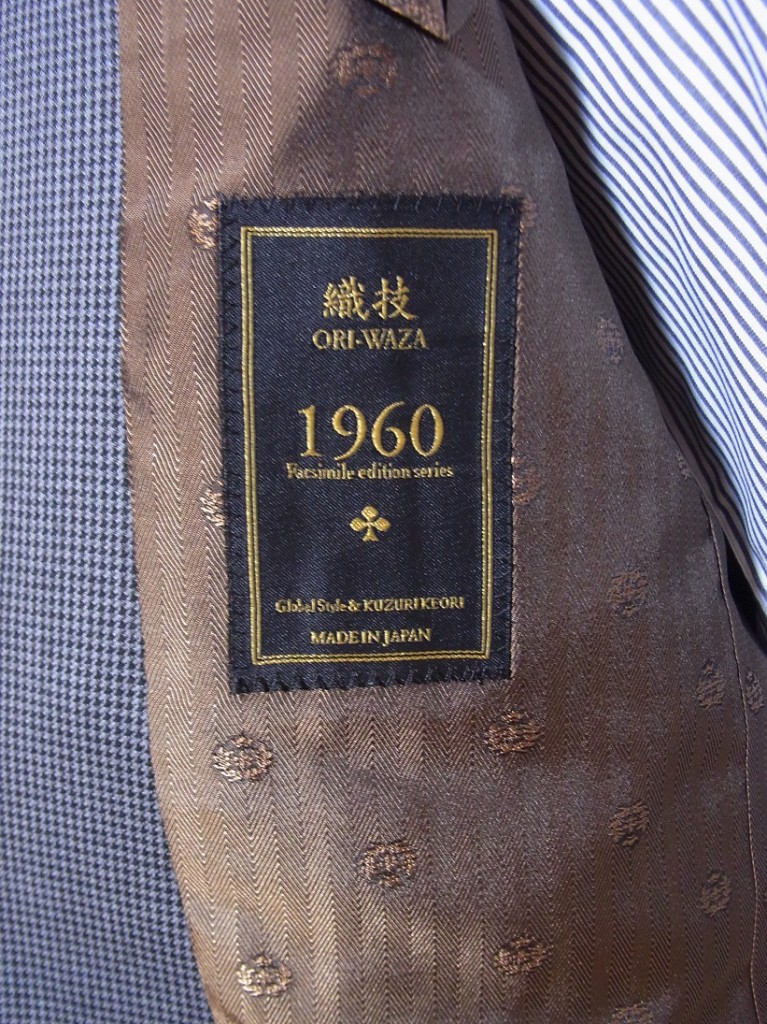 織技
ORI-WAZA
1960
Facsimile edition series
Global Style & KUZURI KEORI
MADE IN JAPAN